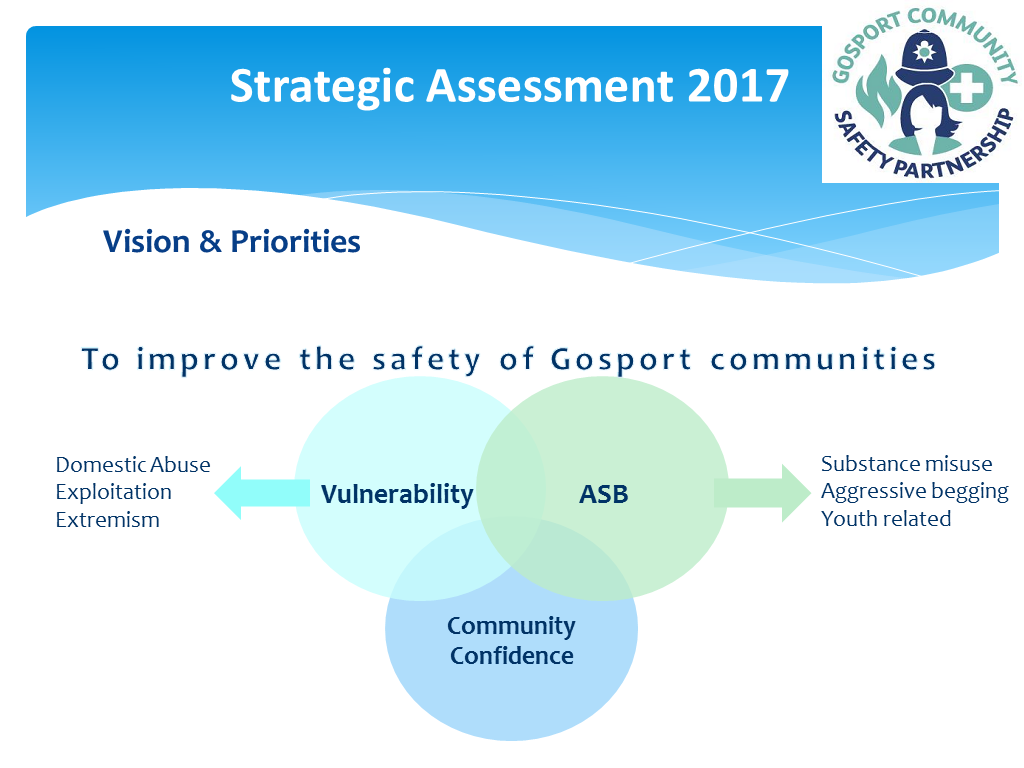 Strategic Assessment 2017
GOSPORT COMMUNITY
SAFETY PARTNERSHIP
Vision & Priorities
To improve the safety of Gosport communities
Domestic Abuse
Exploitation
Extremism
Vulnerability
ASB
Substance misuse
Aggressive begging
Youth related
Community
Confidence